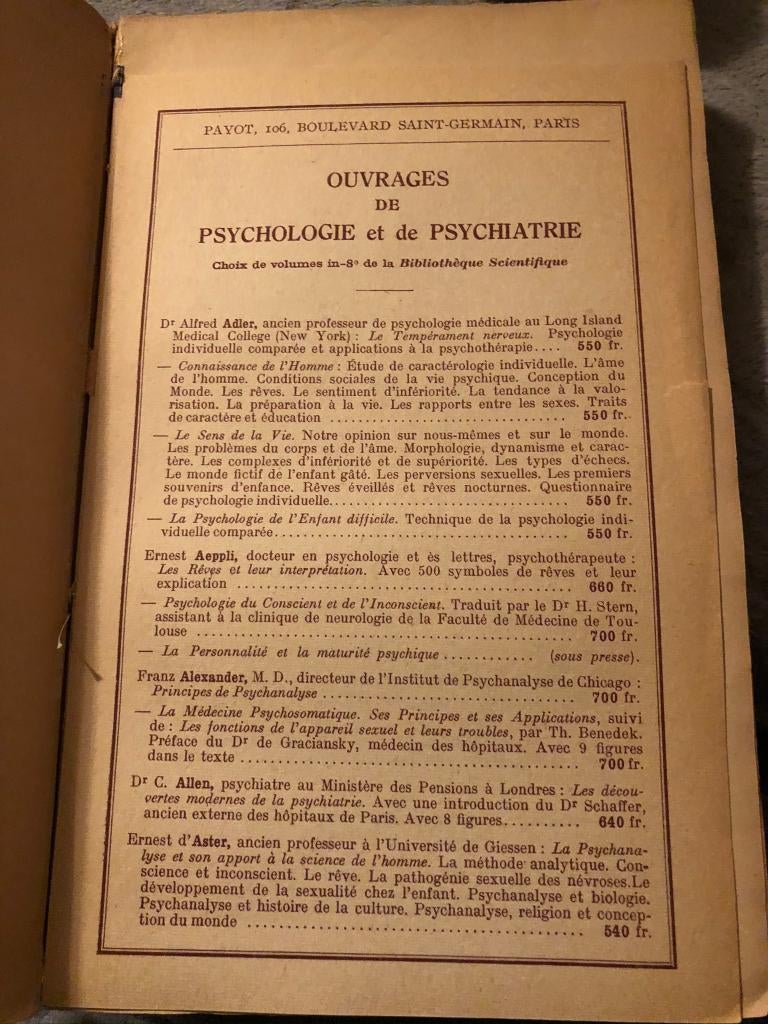 PAYOT, 106, BOULEVARD SAINT-GERMAIN, PARIS
OUVRAGES
DE
PSYCHOLOGIE et de PSYCHIATRIE
Choix de volumes in-8º de la Bibliothèque Scientifique
Dr Alfred Adler, ancien professeur de psychologie médicale au Long Island
Medical College (New York) : Le Tempérament nerveux. Psychologie
individuelle comparée et applications à la psychothérapie.... 550 fr.
— Connaissance de l'Homme : Étude de caractérologie individuelle. L'âme
de l'homme. Conditions sociales de la vie psychique. Conception du
Monde. Les rêves. Le sentiment d'infériorité. La tendance à la valo-
risation. La préparation à la vie. Les rapports entre les sexes. Traits
de caractère et éducation ................................ 550 fr.
— Le Sens de la Vie. Notre opinion sur nous-mêmes et sur le monde.
Les problèmes du corps et de l'âme. Morphologie, dynamisme et carac-
tère. Les complexes d'infériorité et de supériorité. Les types d'échecs.
Le monde fictif de l'enfant gâté. Les perversions sexuelles. Les premiers
souvenirs d'enfance. Rêves éveillés et rêves nocturnes. Questionnaire
de psychologie individuelle................................ 550 fr.
— La Psychologie de l'Enfant difficile. Technique de la psychologie indi-
viduelle comparée........................................ 550 fr.
Ernest Aeppli, docteur en psychologie et ès lettres, psychothérapeute :
Les Rêves et leur interprétation. Avec 500 symboles de rêves et leur
explication ............................................. 660 fr.
— Psychologie du Conscient et de l'Inconscient. Traduit par le Dr H. Stern,
assistant à la clinique de neurologie de la Faculté de Médecine de Tou-
louse .................................................. 700 fr.
— La Personnalité et la maturité psychique ............ (sous presse).
Franz Alexander, M. D., directeur de l'Institut de Psychanalyse de Chicago :
Principes de Psychanalyse ................................ 700 fr.
— La Médecine Psychosomatique. Ses Principes et ses Applications, suivi
de : Les fonctions de l'appareil sexuel et leurs troubles, par Th. Benedek.
Préface du Dr de Graciansky, médecin des hôpitaux. Avec 9 figures
dans le texte ........................................... 700 fr.
Dr C. Allen, psychiatre au Ministère des Pensions à Londres : Les décou-
vertes modernes de la psychiatrie. Avec une introduction du Dr Schaffer,
ancien externe des hôpitaux de Paris. Avec 8 figures.......... 640 fr.
Ernest d'Aster, ancien professeur à l'Université de Giessen : La Psychana-
lyse et son apport à la science de l'homme. La méthode analytique. Con-
science et inconscient. Le rêve. La pathogénie sexuelle des névroses.Le
développement de la sexualité chez l'enfant. Psychanalyse et biologie.
Psychanalyse et histoire de la culture. Psychanalyse, religion et concep-
tion du monde .......................................... 540 fr.